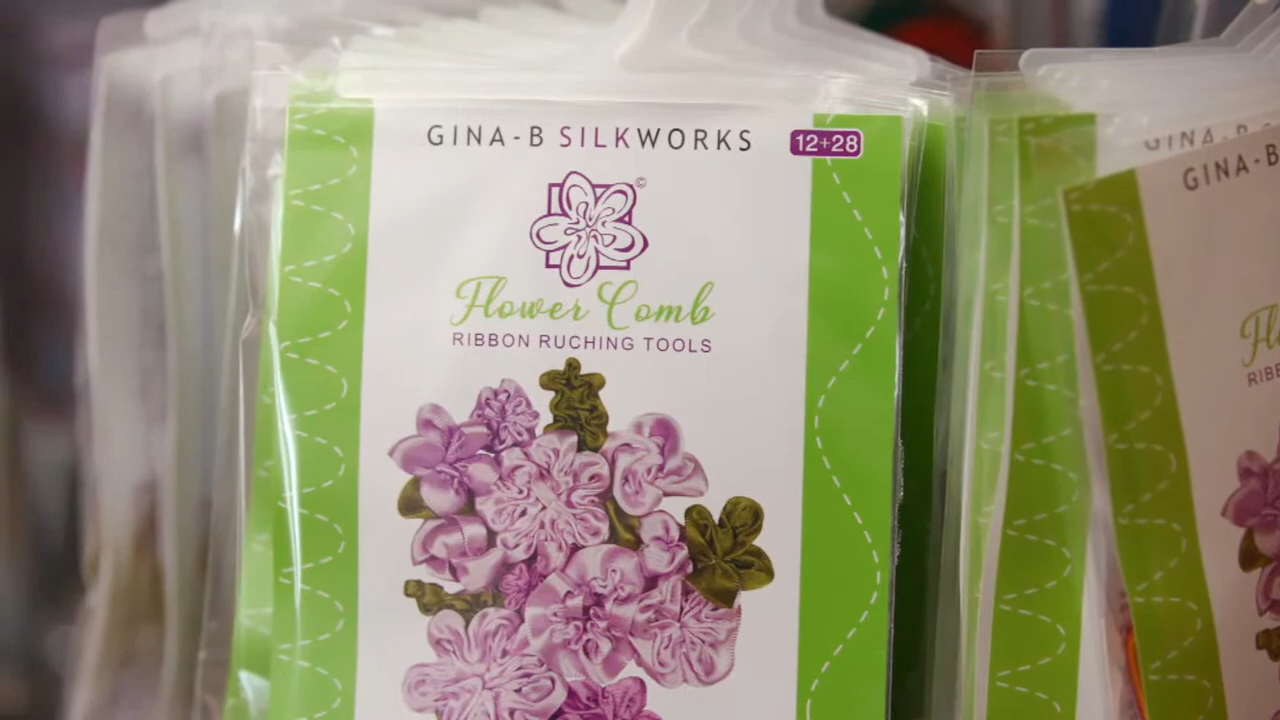 GINA-B SILKWORKS
12+28
©
Flower Comb
RIBBON RUCHING TOOLS
GINA-B
GINA-B